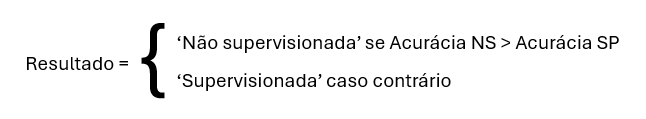 ‘Não supervisionada’ se Acurácia NS > Acurácia SP
Resultado = {
‘Supervisionada’ caso contrário